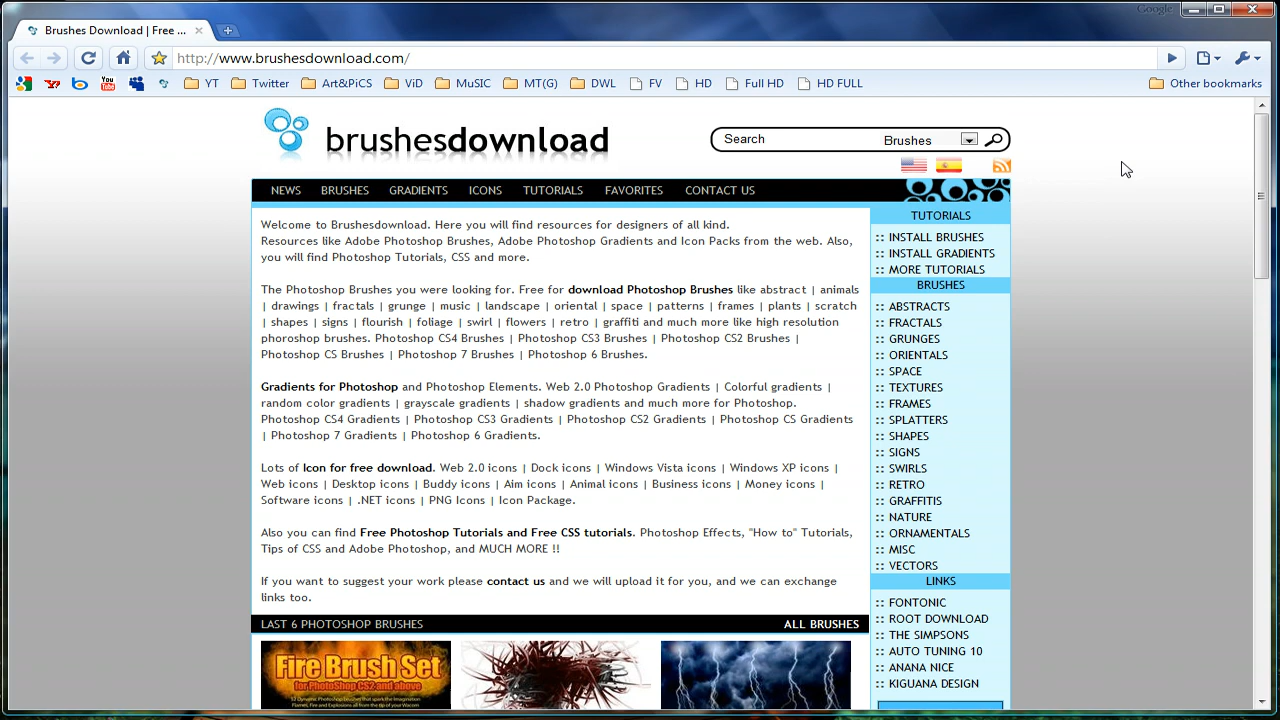 Google
Brushes Download | Free ...
http://www.brushesdownload.com/
YT Twitter Art&PiCS ViD MuSIC MT(G) DWL FV HD Full HD HD FULL Other bookmarks
brushesdownload
Search Brushes
NEWS BRUSHES GRADIENTS ICONS TUTORIALS FAVORITES CONTACT US
Welcome to Brushesdownload. Here you will find resources for designers of all kind.
Resources like Adobe Photoshop Brushes, Adobe Photoshop Gradients and Icon Packs from the web. Also,
you will find Photoshop Tutorials, CSS and more.
The Photoshop Brushes you were looking for. Free for download Photoshop Brushes like abstract | animals
| drawings | fractals | grunge | music | landscape | oriental | space | patterns | frames | plants | scratch
| shapes | signs | flourish | foliage | swirl | flowers | retro | graffiti and much more like high resolution
phoroshop brushes. Photoshop CS4 Brushes | Photoshop CS3 Brushes | Photoshop CS2 Brushes |
Photoshop CS Brushes | Photoshop 7 Brushes | Photoshop 6 Brushes.
Gradients for Photoshop and Photoshop Elements. Web 2.0 Photoshop Gradients | Colorful gradients |
random color gradients | grayscale gradients | shadow gradients and much more for Photoshop.
Photoshop CS4 Gradients | Photoshop CS3 Gradients | Photoshop CS2 Gradients | Photoshop CS Gradients
| Photoshop 7 Gradients | Photoshop 6 Gradients.
Lots of Icon for free download. Web 2.0 icons | Dock icons | Windows Vista icons | Windows XP icons |
Web icons | Desktop icons | Buddy icons | Aim icons | Animal icons | Business icons | Money icons |
Software icons | .NET icons | PNG Icons | Icon Package.
Also you can find Free Photoshop Tutorials and Free CSS tutorials. Photoshop Effects, "How to" Tutorials,
Tips of CSS and Adobe Photoshop, and MUCH MORE !!
If you want to suggest your work please contact us and we will upload it for you, and we can exchange
links too.
LAST 6 PHOTOSHOP BRUSHES ALL BRUSHES
Fire Brush Set
for PhotoShop CS2 and above
TUTORIALS
:: INSTALL BRUSHES
:: INSTALL GRADIENTS
:: MORE TUTORIALS
BRUSHES
:: ABSTRACTS
:: FRACTALS
:: GRUNGES
:: ORIENTALS
:: SPACE
:: TEXTURES
:: FRAMES
:: SPLATTERS
:: SHAPES
:: SIGNS
:: SWIRLS
:: RETRO
:: GRAFFITIS
:: NATURE
:: ORNAMENTALS
:: MISC
:: VECTORS
LINKS
:: FONTONIC
:: ROOT DOWNLOAD
:: THE SIMPSONS
:: AUTO TUNING 10
:: ANANA NICE
:: KIGUANA DESIGN